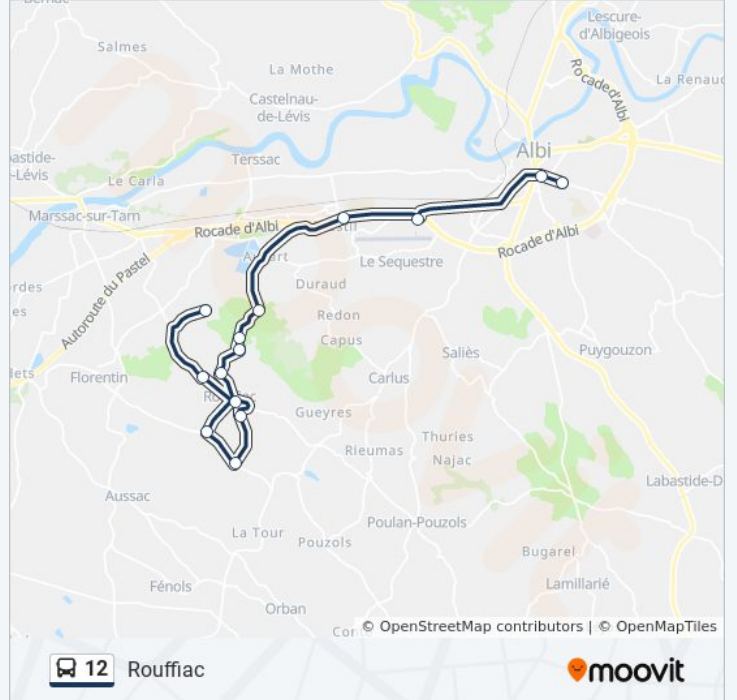 Lescure-
d'Albigeois
Salmes
La Mothe
Rocade d'Albi
La Renaud
Castelnau-
de-Lévis
Albi
Terssac
-Lévis
Le Carla
Marssac-sur-Tarn
Rocade d'Albi
Rocade d'Albi
Le Sequestre
Autoroute du Pastel
Duraud
Redon
Capus
Saliès
Puygouzon
Florentin
Carlus
Gueyres
Thuries
Rieumas
Najac
Labastide-D
Aussac
Poulan-Pouzols
La Tour
Pouzols
Bugarel
Fénols
Lamillarié
Orban
© OpenStreetMap contributors | © OpenMapTiles
12 Rouffiac
moovit